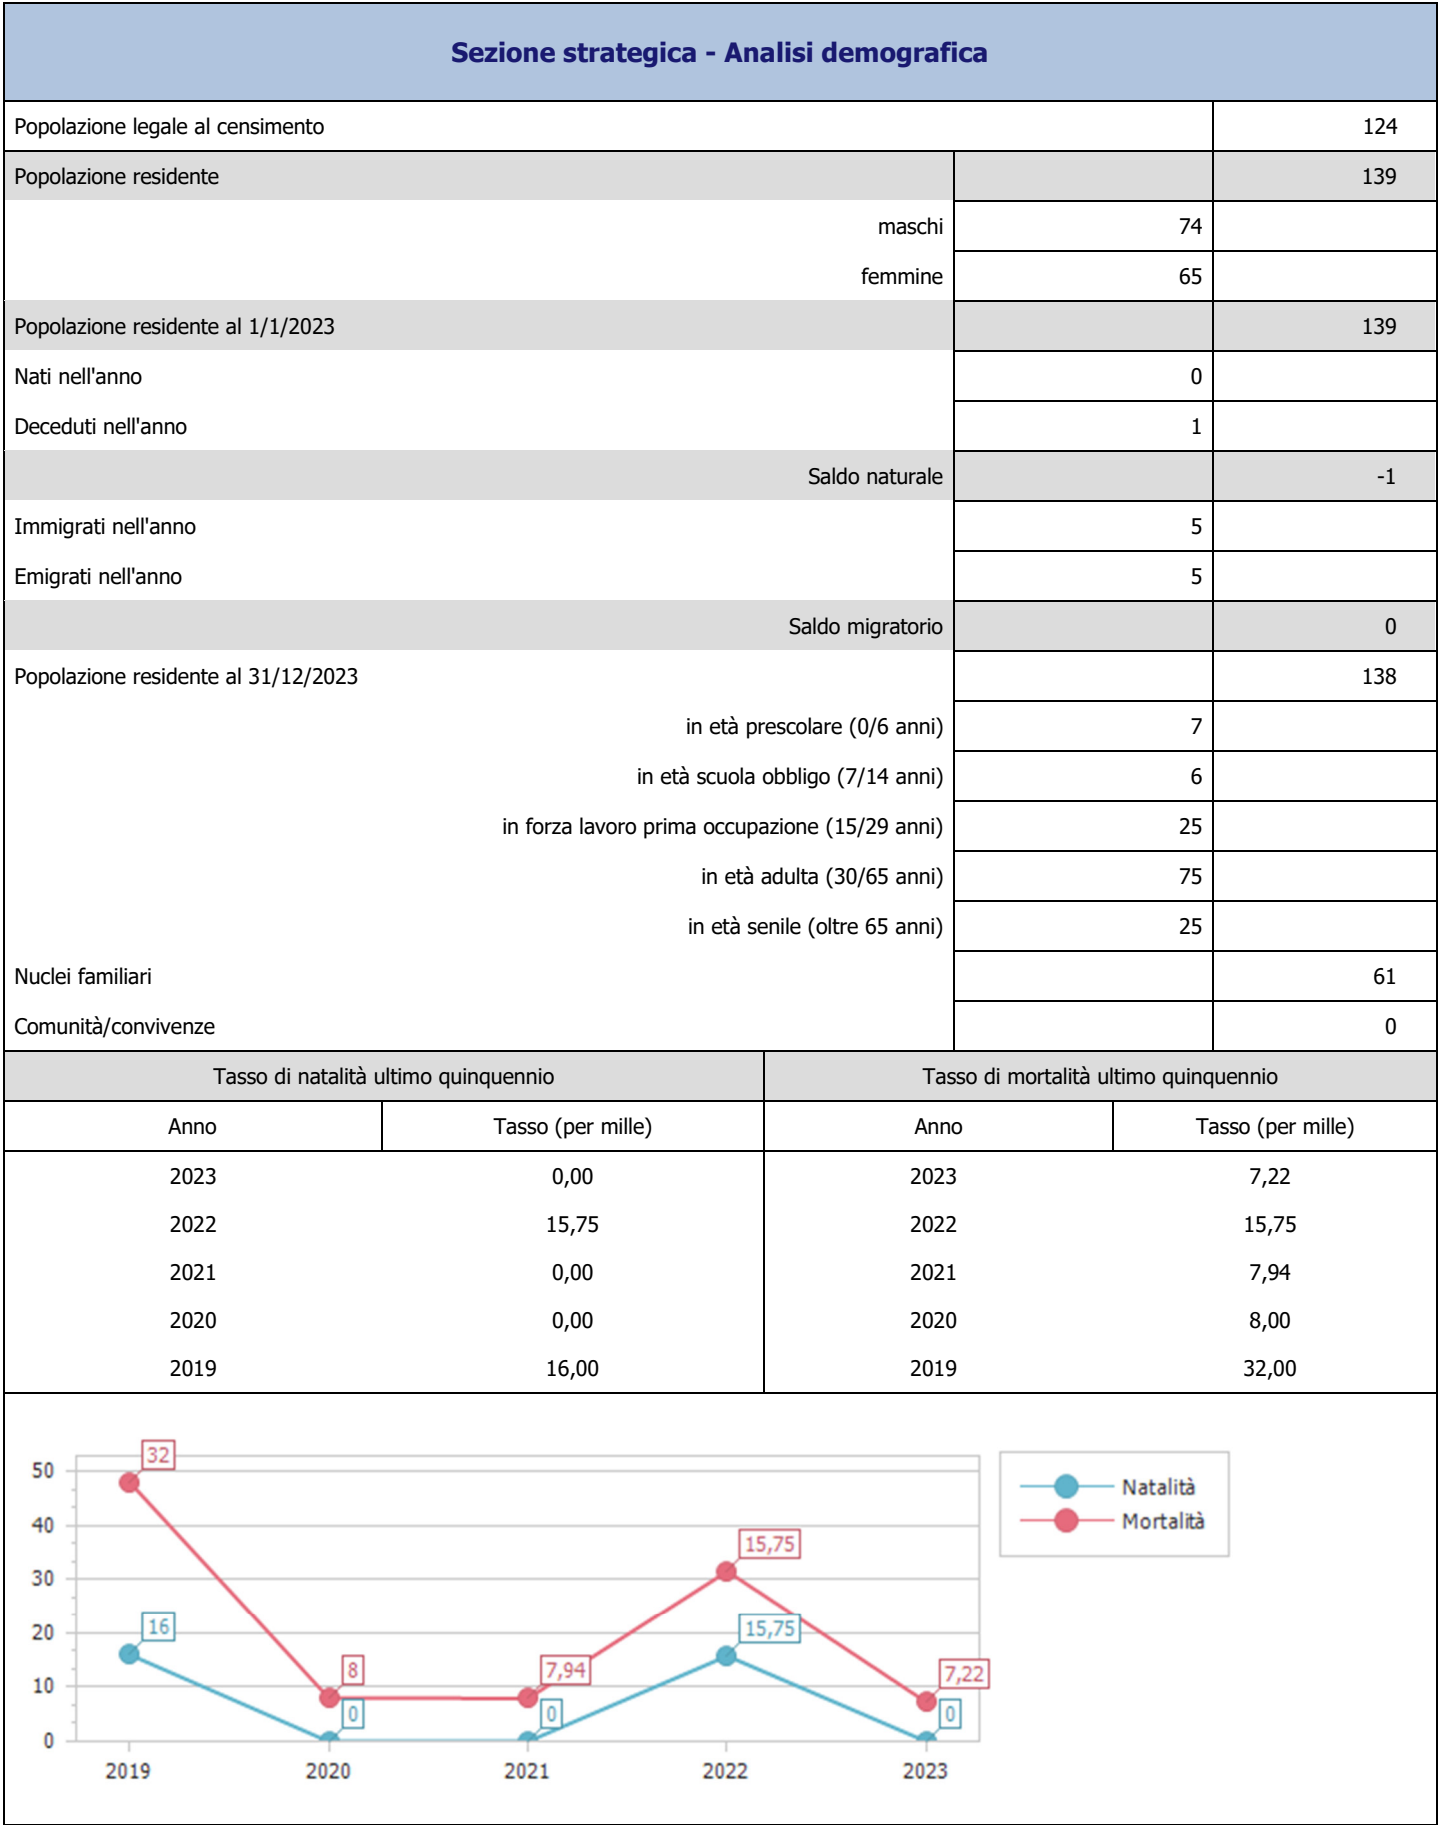 Sezione strategica - Analisi demografica
Popolazione legale al censimento 124
Popolazione residente 139
maschi 74
femmine 65
Popolazione residente al 1/1/2023 139
Nati nell'anno 0
Deceduti nell'anno 1
Saldo naturale -1
Immigrati nell'anno 5
Emigrati nell'anno 5
Saldo migratorio 0
Popolazione residente al 31/12/2023 138
in età prescolare (0/6 anni) 7
in età scuola obbligo (7/14 anni) 6
in forza lavoro prima occupazione (15/29 anni) 25
in età adulta (30/65 anni) 75
in età senile (oltre 65 anni) 25
Nuclei familiari 61
Comunità/convivenze 0
Tasso di natalità ultimo quinquennio Tasso di mortalità ultimo quinquennio
Anno Tasso (per mille) Anno Tasso (per mille)
2023 0,00 2023 7,22
2022 15,75 2022 15,75
2021 0,00 2021 7,94
2020 0,00 2020 8,00
2019 16,00 2019 32,00
32
50
Natalità
40
Mortalità
15,75
30
20
16
15,75
10
8
7,94
7,22
0
0
0
0
2019 2020 2021 2022 2023